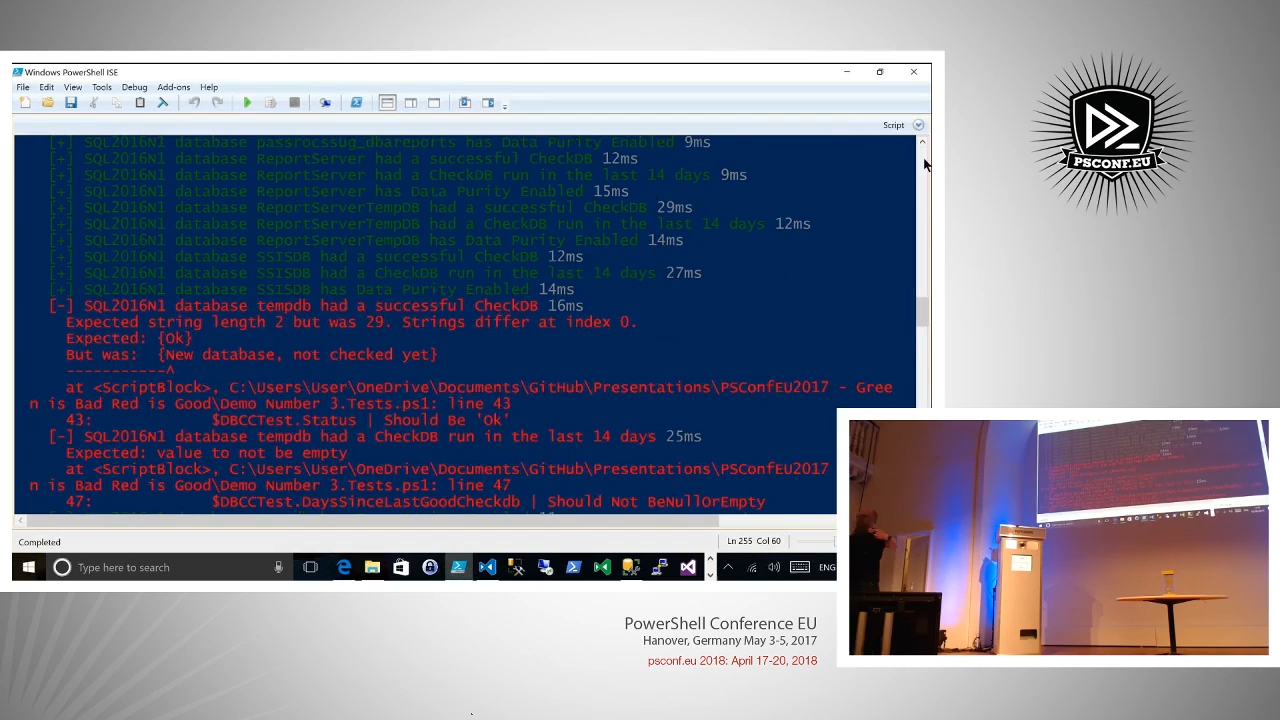 Windows PowerShell ISE
File Edit View Tools Debug Add-ons Help
Script
[+] SQL2016N1 database passrocssug_dbareports has Data Purity Enabled 9ms
[+] SQL2016N1 database ReportServer had a successful CheckDB 12ms
[+] SQL2016N1 database ReportServer had a CheckDB run in the last 14 days 9ms
[+] SQL2016N1 database ReportServer has Data Purity Enabled 15ms
[+] SQL2016N1 database ReportServerTempDB had a successful CheckDB 29ms
[+] SQL2016N1 database ReportServerTempDB had a CheckDB run in the last 14 days 12ms
[+] SQL2016N1 database ReportServerTempDB has Data Purity Enabled 14ms
[+] SQL2016N1 database SSISDB had a successful CheckDB 12ms
[+] SQL2016N1 database SSISDB had a CheckDB run in the last 14 days 27ms
[+] SQL2016N1 database SSISDB has Data Purity Enabled 14ms
[-] SQL2016N1 database tempdb had a successful CheckDB 16ms
Expected string length 2 but was 29. Strings differ at index 0.
Expected: {Ok}
But was: {New database, not checked yet}
-----------^
at <ScriptBlock>, C:\Users\User\OneDrive\Documents\GitHub\Presentations\PSConfEU2017 - Gree
n is Bad Red is Good\Demo Number 3.Tests.ps1: line 43
43: $DBCCTest.Status | Should Be 'Ok'
[-] SQL2016N1 database tempdb had a CheckDB run in the last 14 days 25ms
Expected: value to not be empty
at <ScriptBlock>, C:\Users\User\OneDrive\Documents\GitHub\Presentations\PSConfEU2017
n is Bad Red is Good\Demo Number 3.Tests.ps1: line 47
47: $DBCCTest.DaysSinceLastGoodCheckdb | Should Not BeNullOrEmpty
Completed
Ln 255 Col 60
Type here to search
ENG
PSCONF.EU
PowerShell Conference EU
Hanover, Germany May 3-5, 2017
psconf.eu 2018: April 17-20, 2018